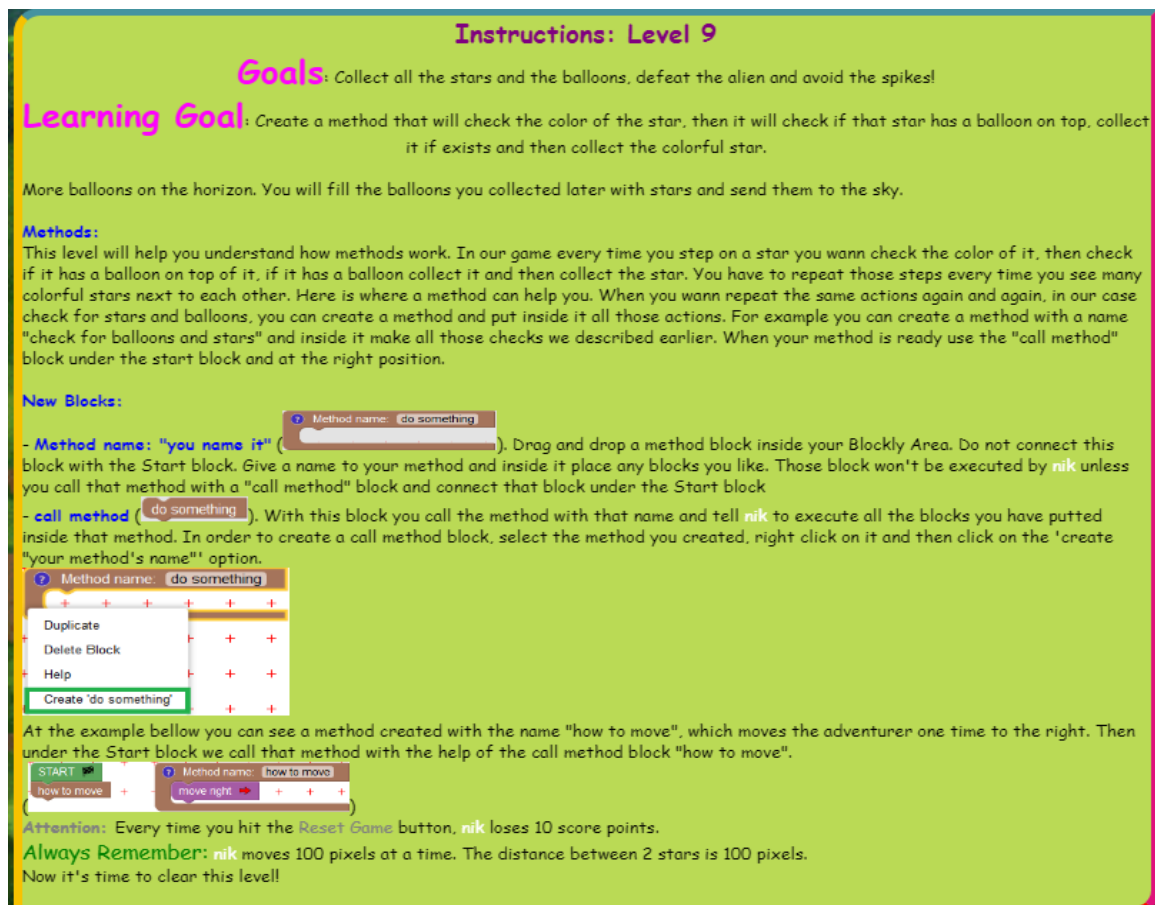 Instructions: Level 9
Goals: Collect all the stars and the balloons, defeat the alien and avoid the spikes!
Learning Goal: Create a method that will check the color of the star, then it will check if that star has a balloon on top, collect
it if exists and then collect the colorful star.
More balloons on the horizon. You will fill the balloons you collected later with stars and send them to the sky.
Methods:
This level will help you understand how methods work. In our game every time you step on a star you wann check the color of it, then check
if it has a balloon on top of it, if it has a balloon collect it and then collect the star. You have to repeat those steps every time you see many
colorful stars next to each other. Here is where a method can help you. When you wann repeat the same actions again and again, in our case
check for stars and balloons, you can create a method and put inside it all those actions. For example you can create a method with a name
"check for balloons and stars" and inside it make all those checks we described earlier. When your method is ready use the "call method"
block under the start block and at the right position.
New Blocks:
- Method name: "you name it" ( ? Method name: do something ). Drag and drop a method block inside your Blockly Area. Do not connect this
block with the Start block. Give a name to your method and inside it place any blocks you like. Those block won't be executed by nik unless
you call that method with a "call method" block and connect that block under the Start block
- call method ( do something ). With this block you call the method with that name and tell nik to execute all the blocks you have putted
inside that method. In order to create a call method block, select the method you created, right click on it and then click on the 'create
"your method's name"' option.
? Method name: do something
Duplicate
Delete Block
Help
Create 'do something'
At the example bellow you can see a method created with the name "how to move", which moves the adventurer one time to the right. Then
under the Start block we call that method with the help of the call method block "how to move".
START ? Method name: how to move
( how to move move right )
Attention: Every time you hit the Reset Game button, nik loses 10 score points.
Always Remember: nik moves 100 pixels at a time. The distance between 2 stars is 100 pixels.
Now it's time to clear this level!